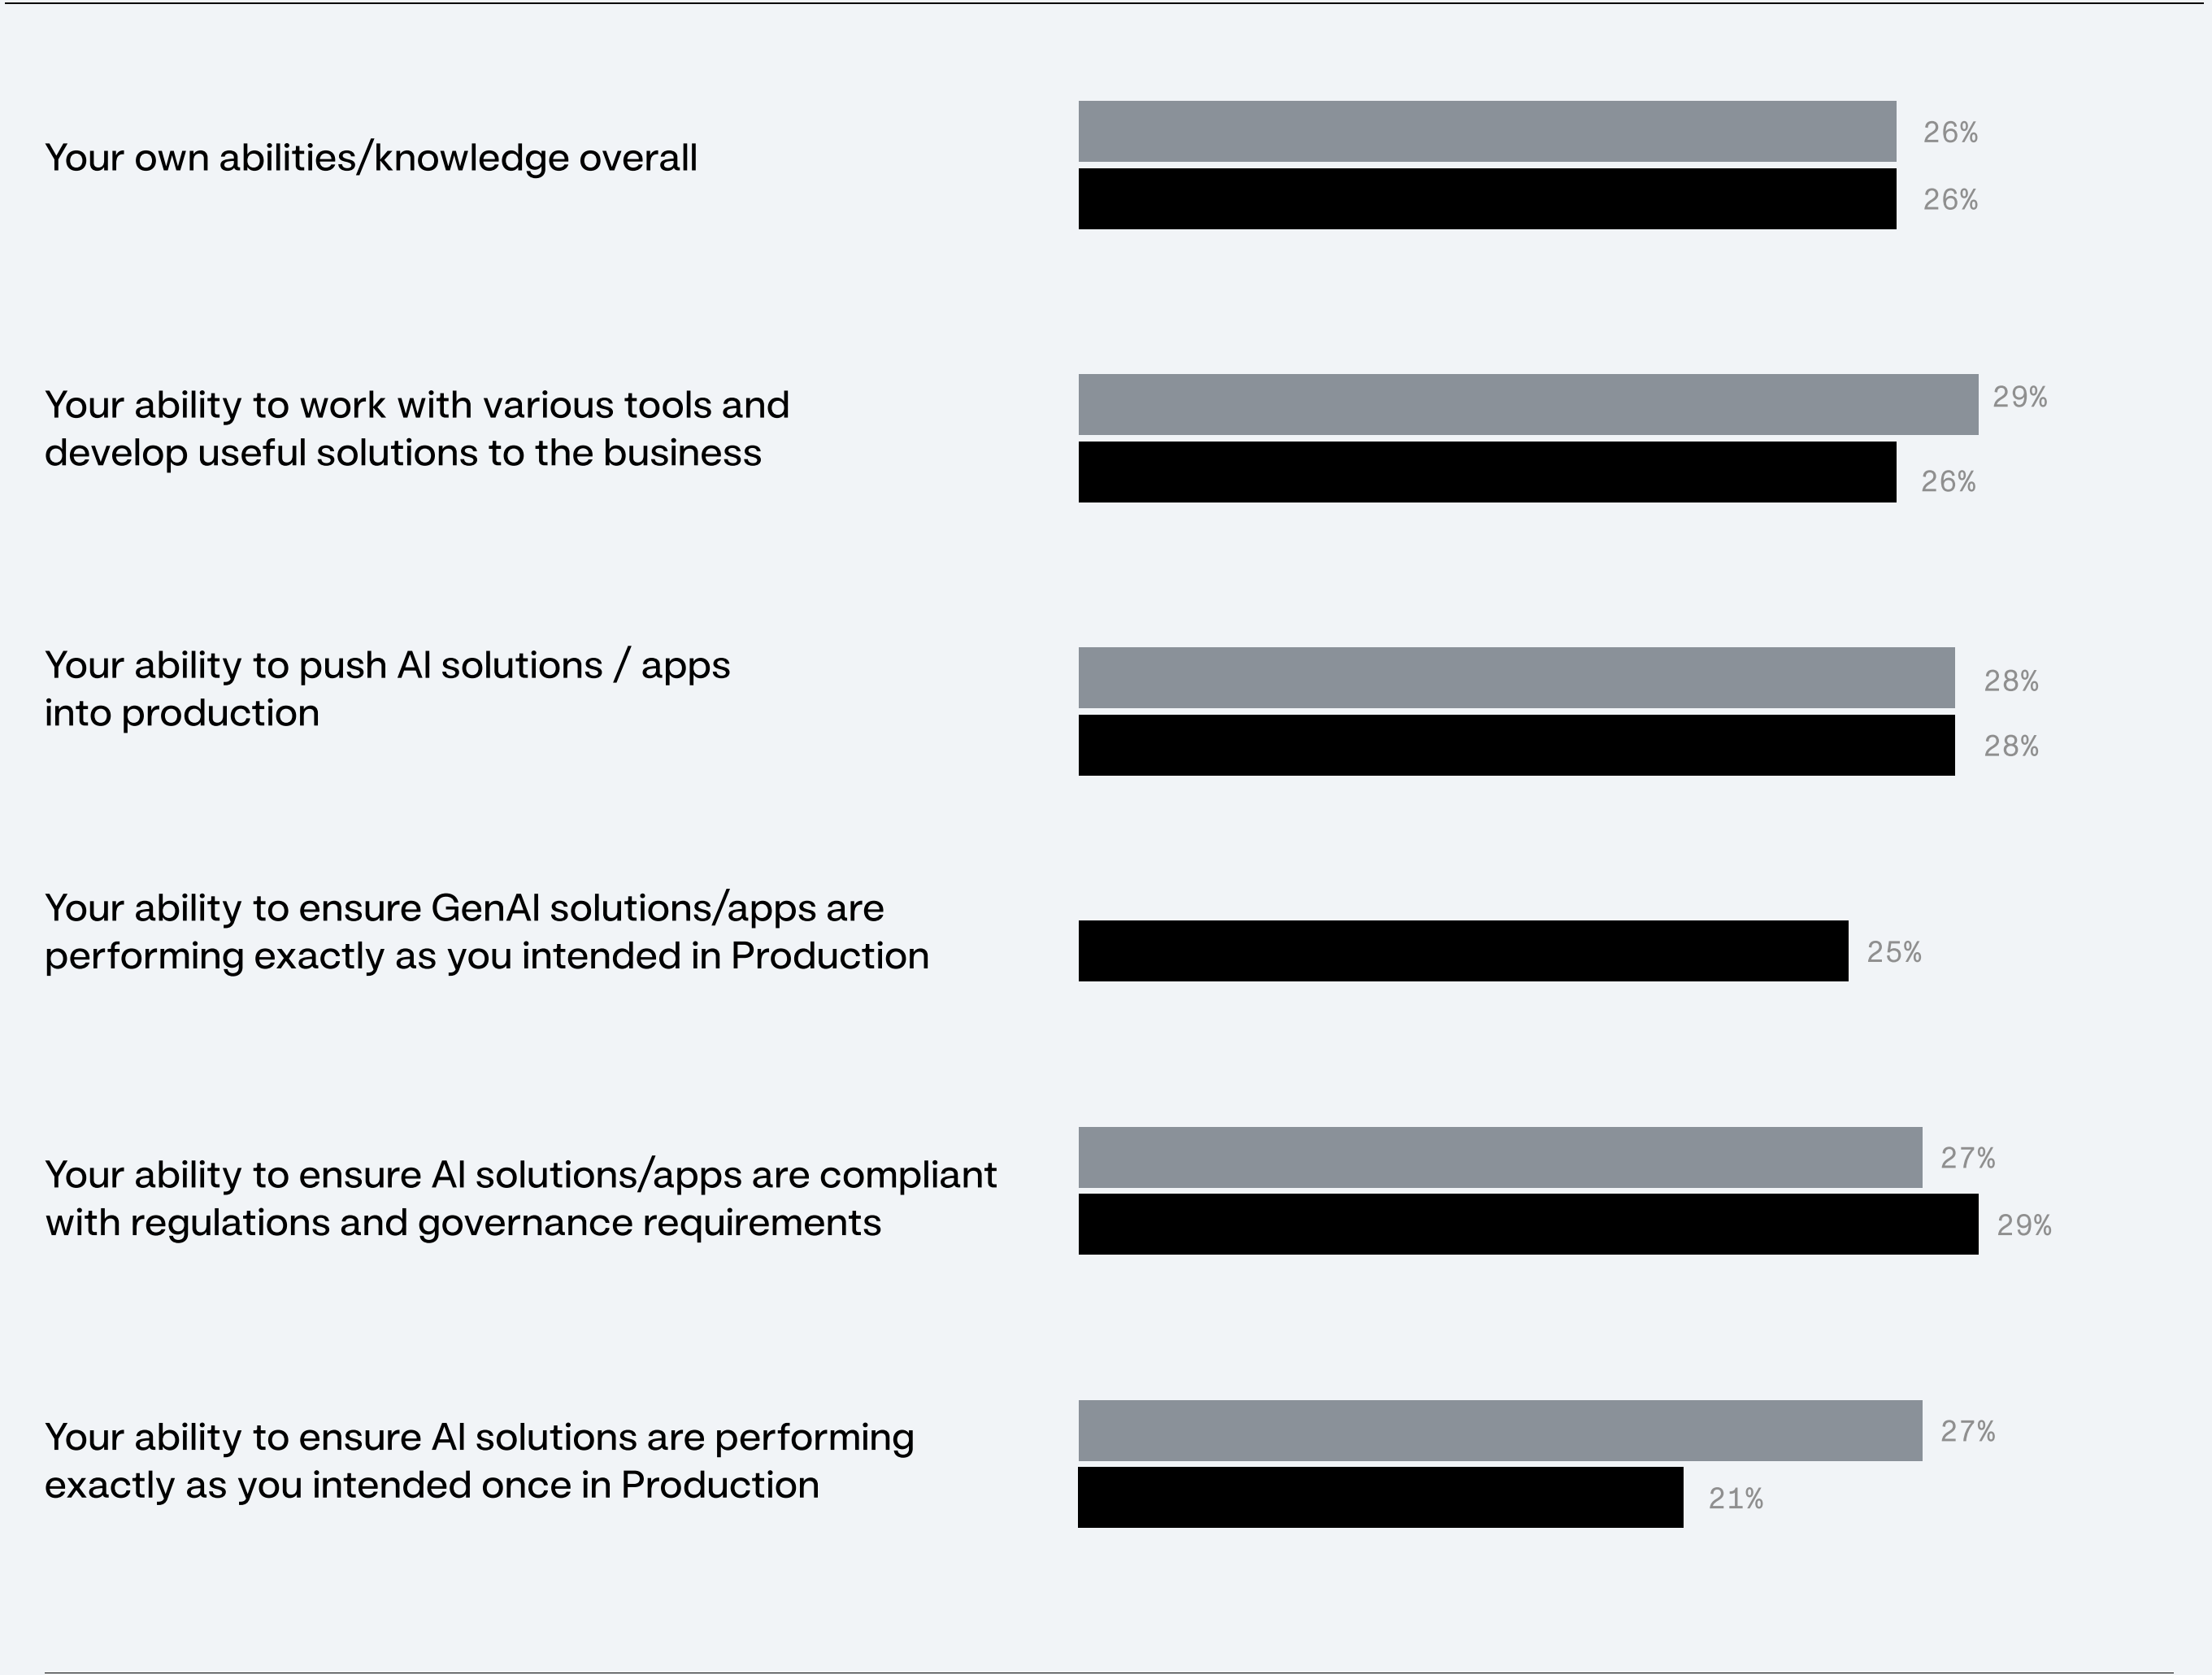 Your own abilities/knowledge overall
26%
26%
Your ability to work with various tools and
develop useful solutions to the business
29%
26%
Your ability to push AI solutions / apps
into production
28%
28%
Your ability to ensure GenAI solutions/apps are
performing exactly as you intended in Production
25%
Your ability to ensure AI solutions/apps are compliant
with regulations and governance requirements
27%
29%
Your ability to ensure AI solutions are performing
exactly as you intended once in Production
27%
21%